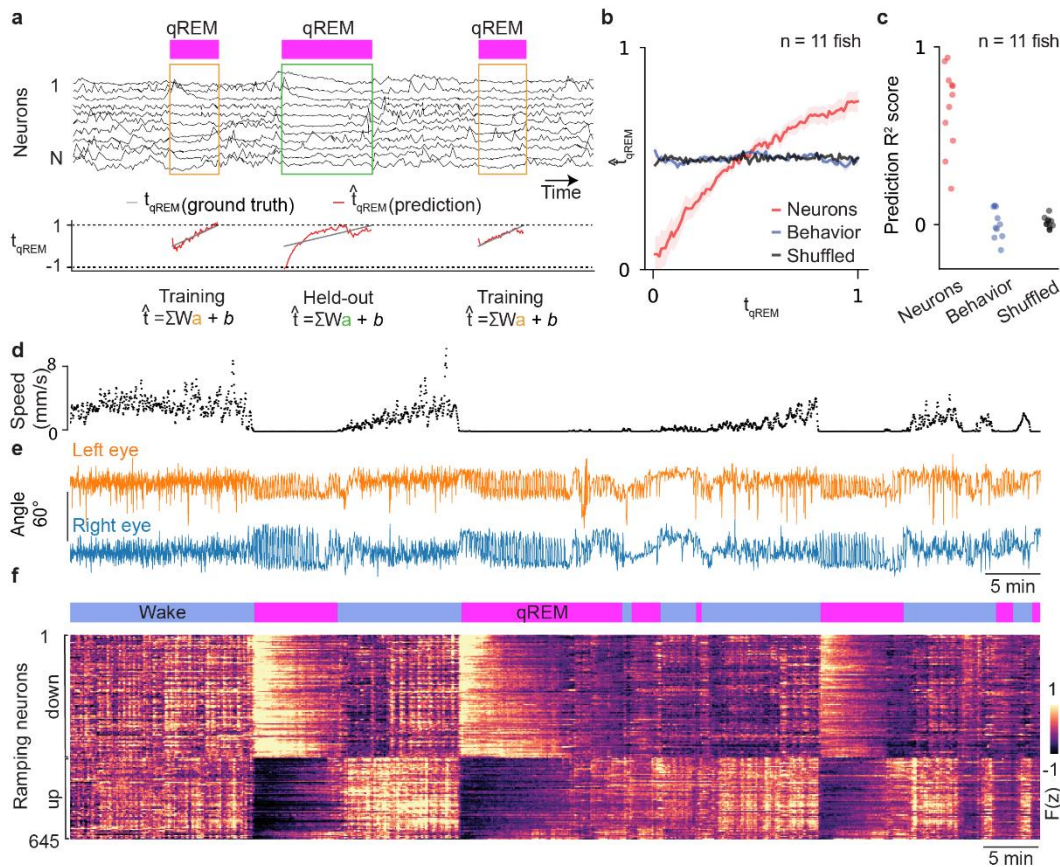 a
qREM
qREM
qREM
Neurons
1
N
Time
t_qREM (ground truth)
t̂_qREM (prediction)
t_qREM
1
-1
Training
Held-out
Training
t̂ =ΣWa + b
t̂ =ΣWa + b
t̂ =ΣWa + b
b
n = 11 fish
1
t̂_qREM
0
Neurons
Behavior
Shuffled
0
1
t_qREM
c
n = 11 fish
Prediction R² score
1
0
Neurons
Behavior
Shuffled
d
Speed
(mm/s)
8
0
e
Left eye
Angle
60°
Right eye
5 min
f
Wake
qREM
Ramping neurons
down
up
1
645
1
-1
F(z)
5 min